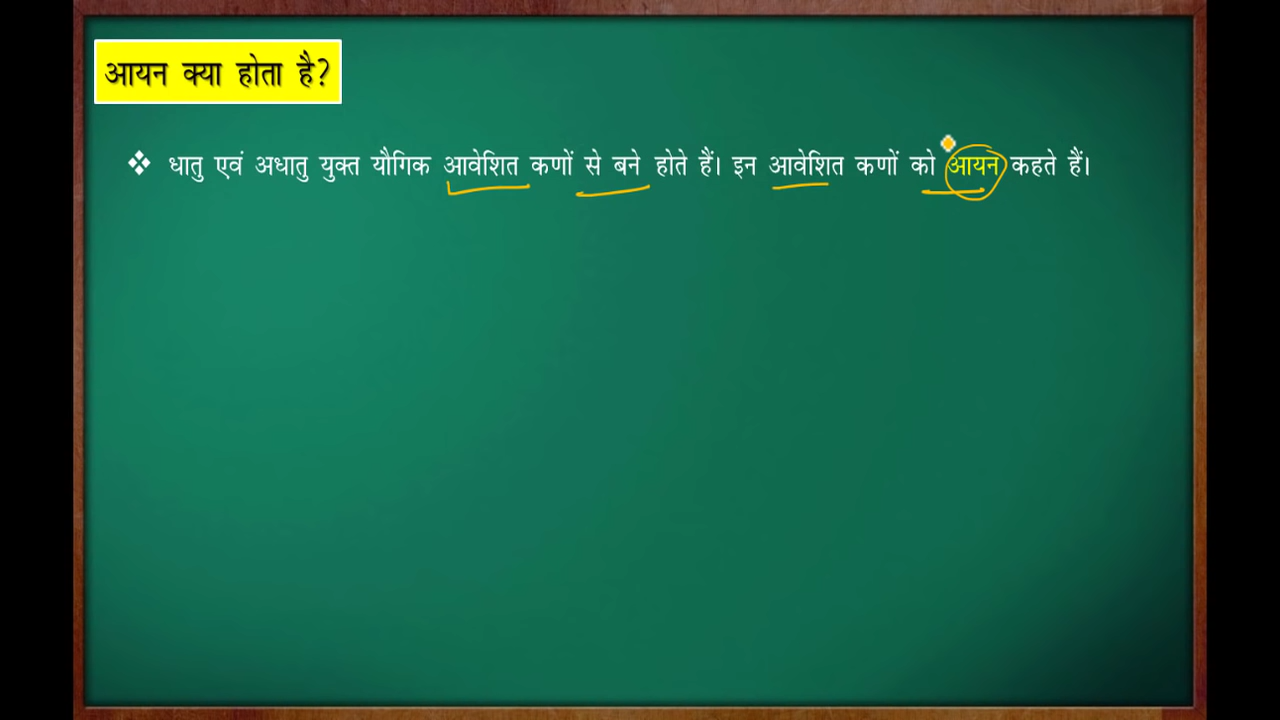 आयन क्या होता है?
❖ धातु एवं अधातु युक्त यौगिक आवेशित कणों से बने होते हैं। इन आवेशित कणों को आयन कहते हैं।